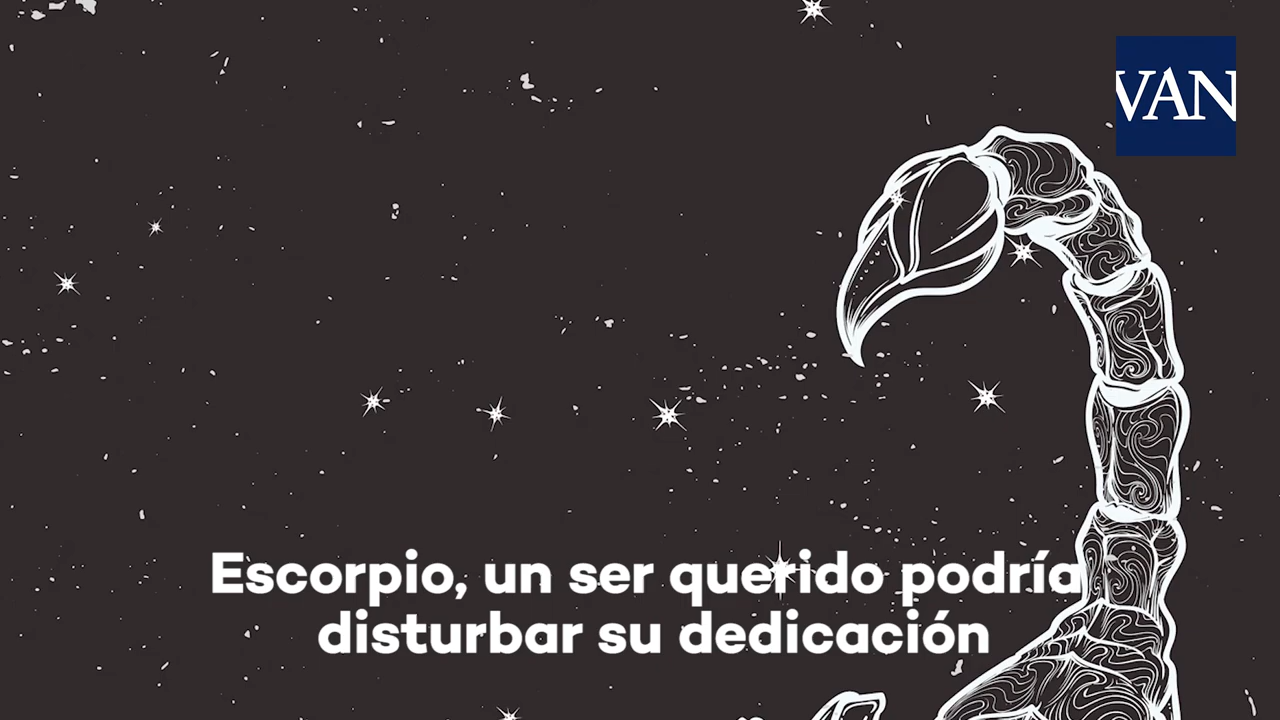 VAN
Escorpio, un ser querido podría
disturbar su dedicación